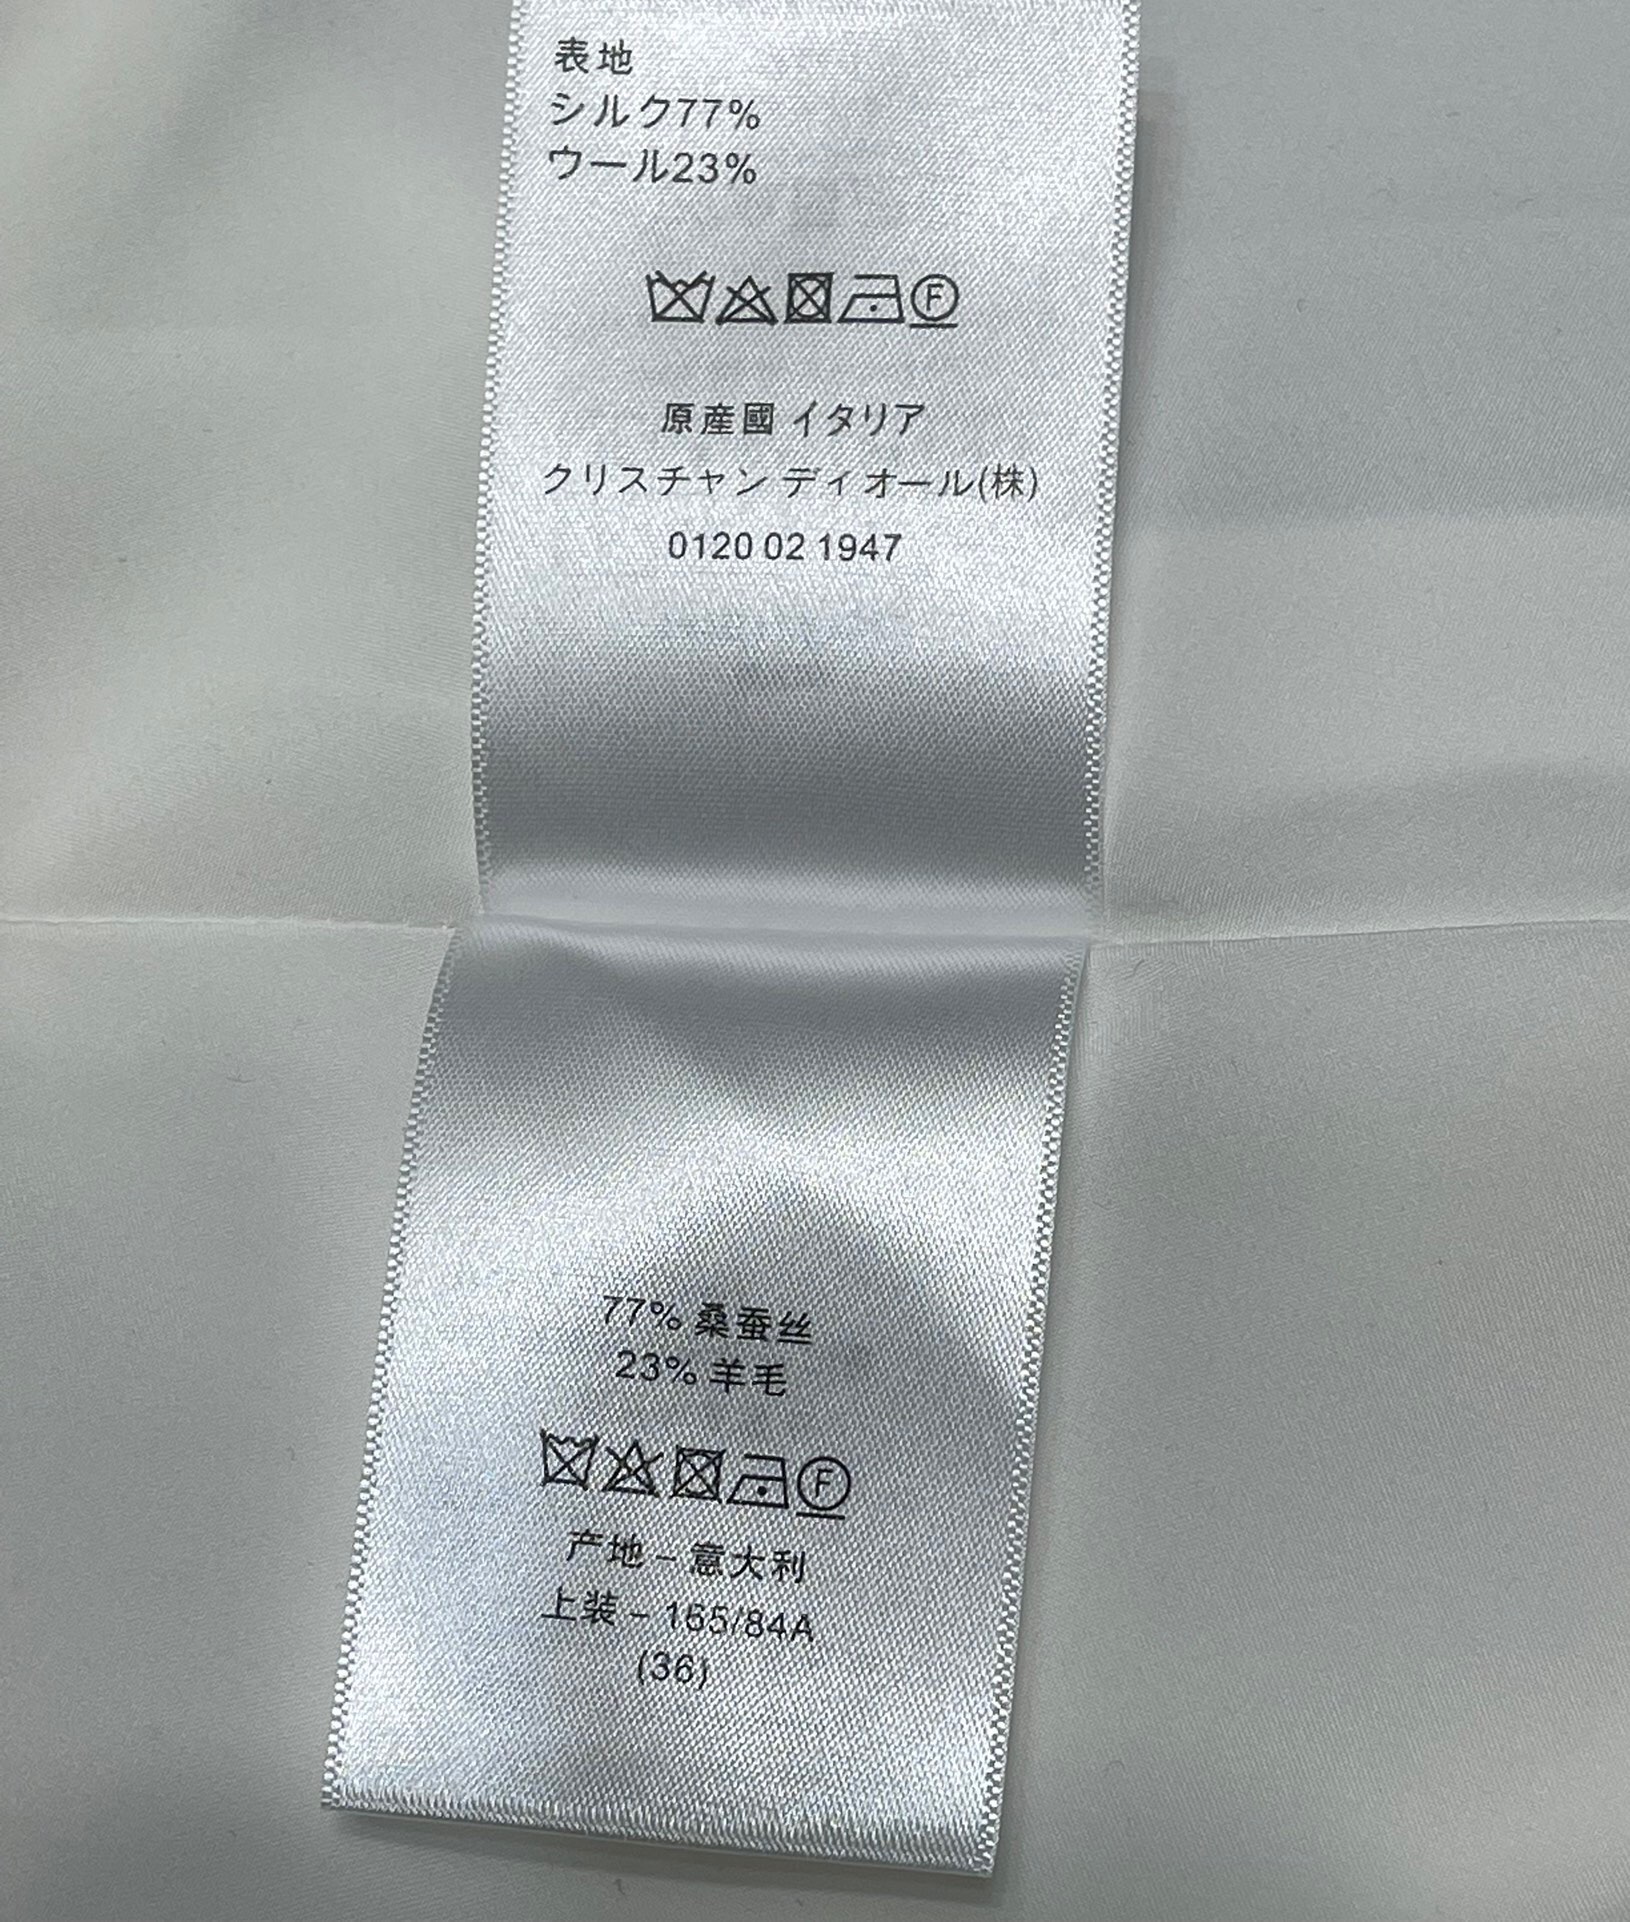 表地
シルク77%
ウール23%
F
原産國 イタリア
クリスチャン ディオール(株)
0120 02 1947
77% 桑蚕丝
23% 羊毛
F
产地 – 意大利
上装 – 165/84A
(36)